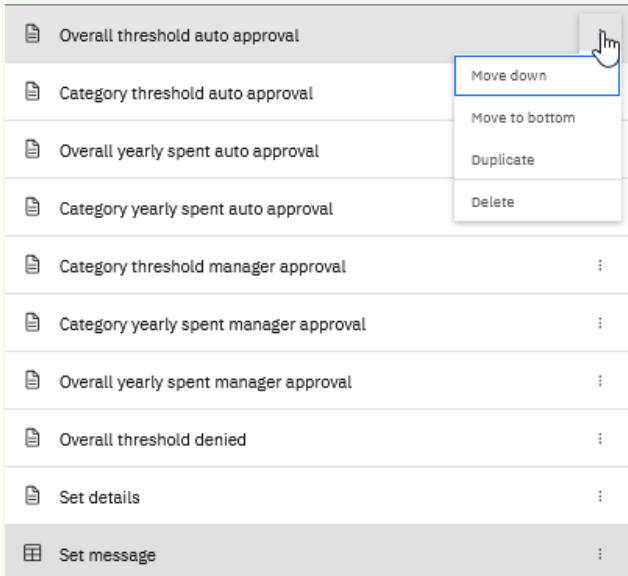 Overall threshold auto approval
Move down
Category threshold auto approval
Move to bottom
Overall yearly spent auto approval
Duplicate
Category yearly spent auto approval
Delete
Category threshold manager approval
Category yearly spent manager approval
Overall yearly spent manager approval
Overall threshold denied
Set details
Set message